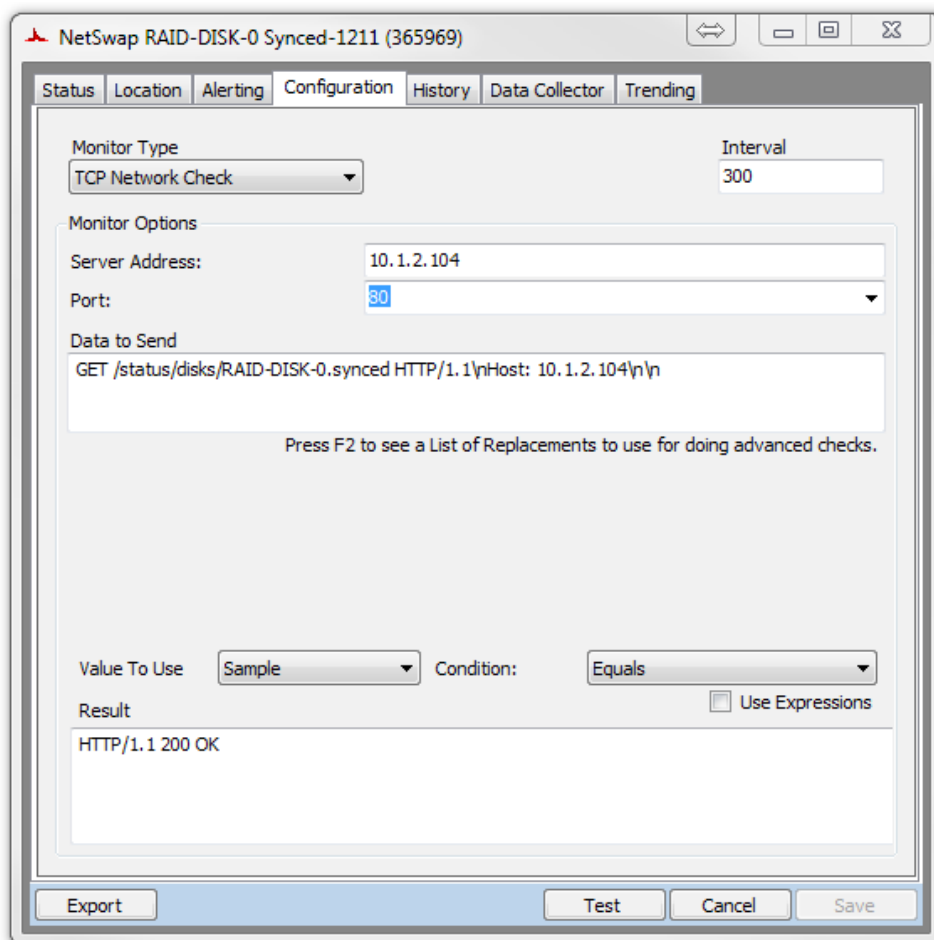 NetSwap RAID-DISK-0 Synced-1211 (365969)
Status Location Alerting Configuration History Data Collector Trending
Monitor Type Interval
TCP Network Check 300
Monitor Options
Server Address: 10.1.2.104
Port: 80
Data to Send
GET /status/disks/RAID-DISK-0.synced HTTP/1.1\nHost: 10.1.2.104\n\n
Press F2 to see a List of Replacements to use for doing advanced checks.
Value To Use Sample Condition: Equals
Use Expressions
Result
HTTP/1.1 200 OK
Export Test Cancel Save